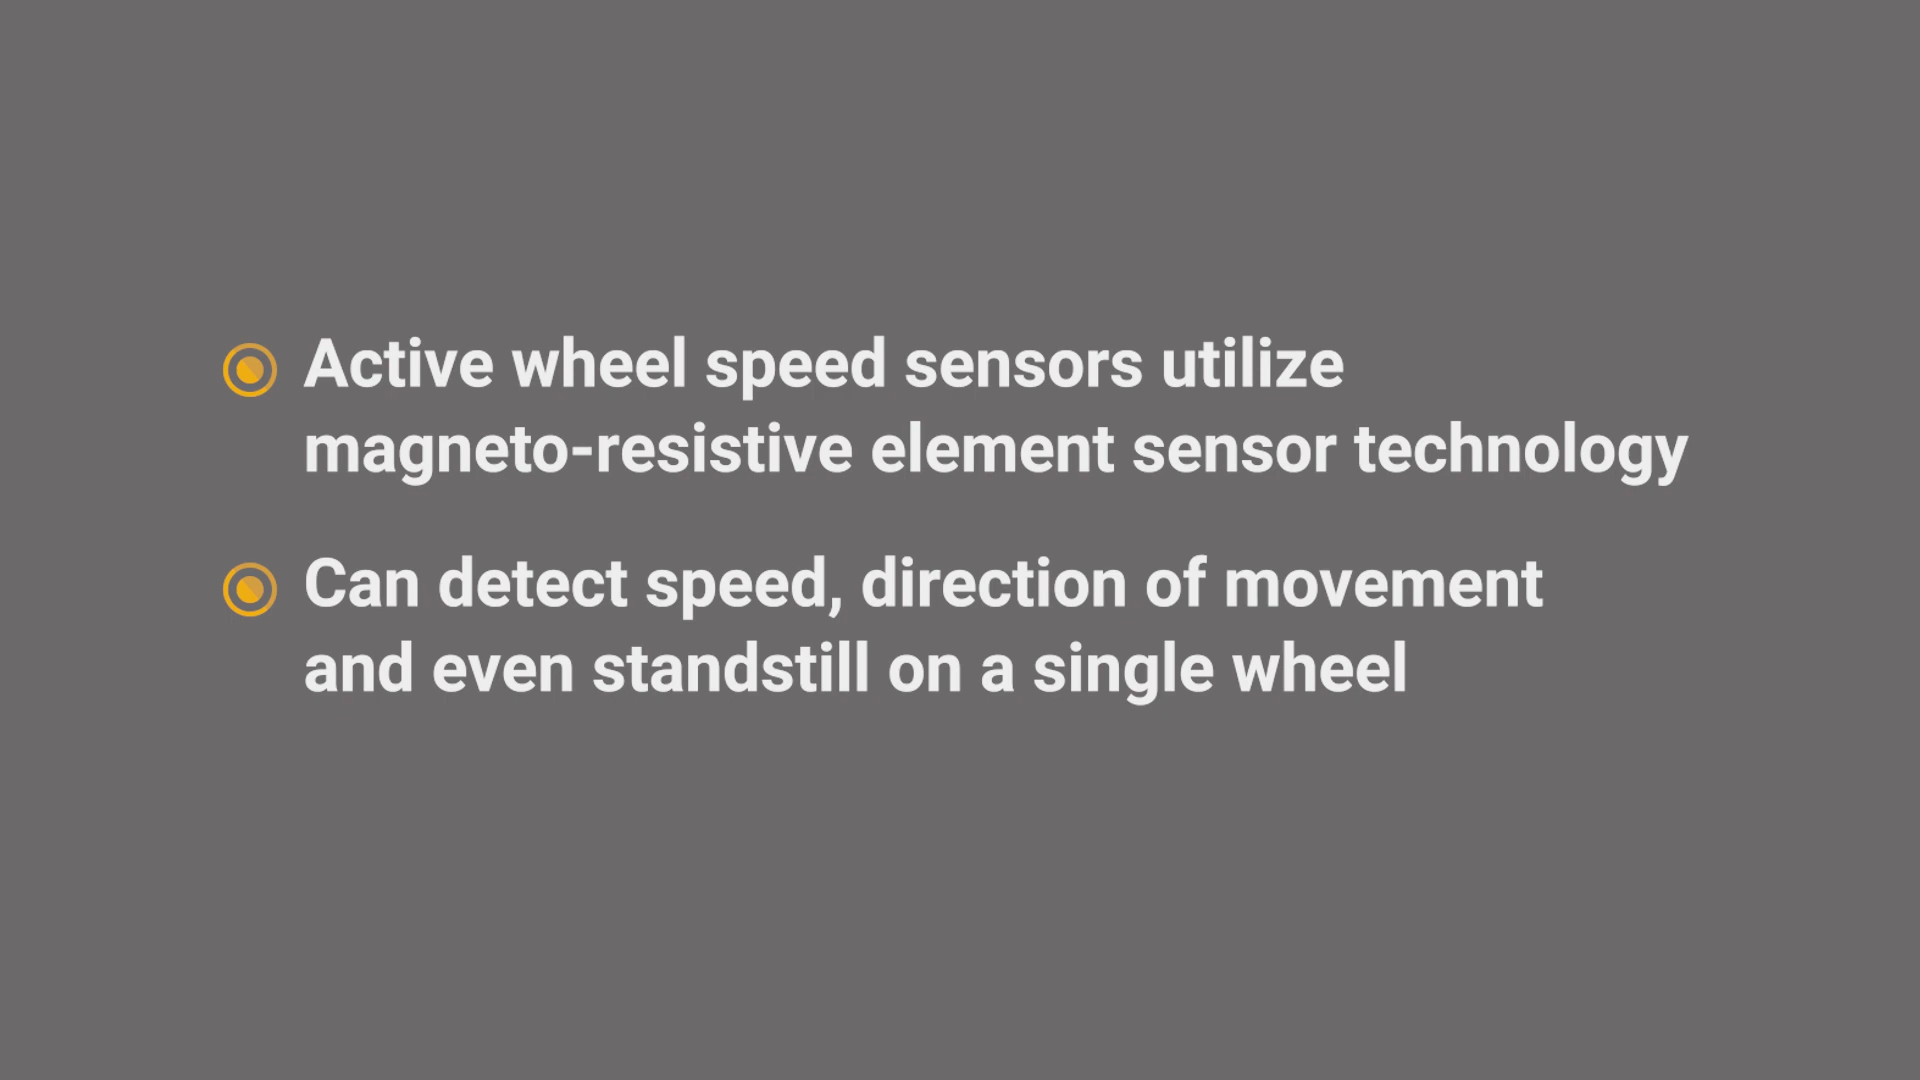 Active wheel speed sensors utilize
magneto-resistive element sensor technology
Can detect speed, direction of movement
and even standstill on a single wheel